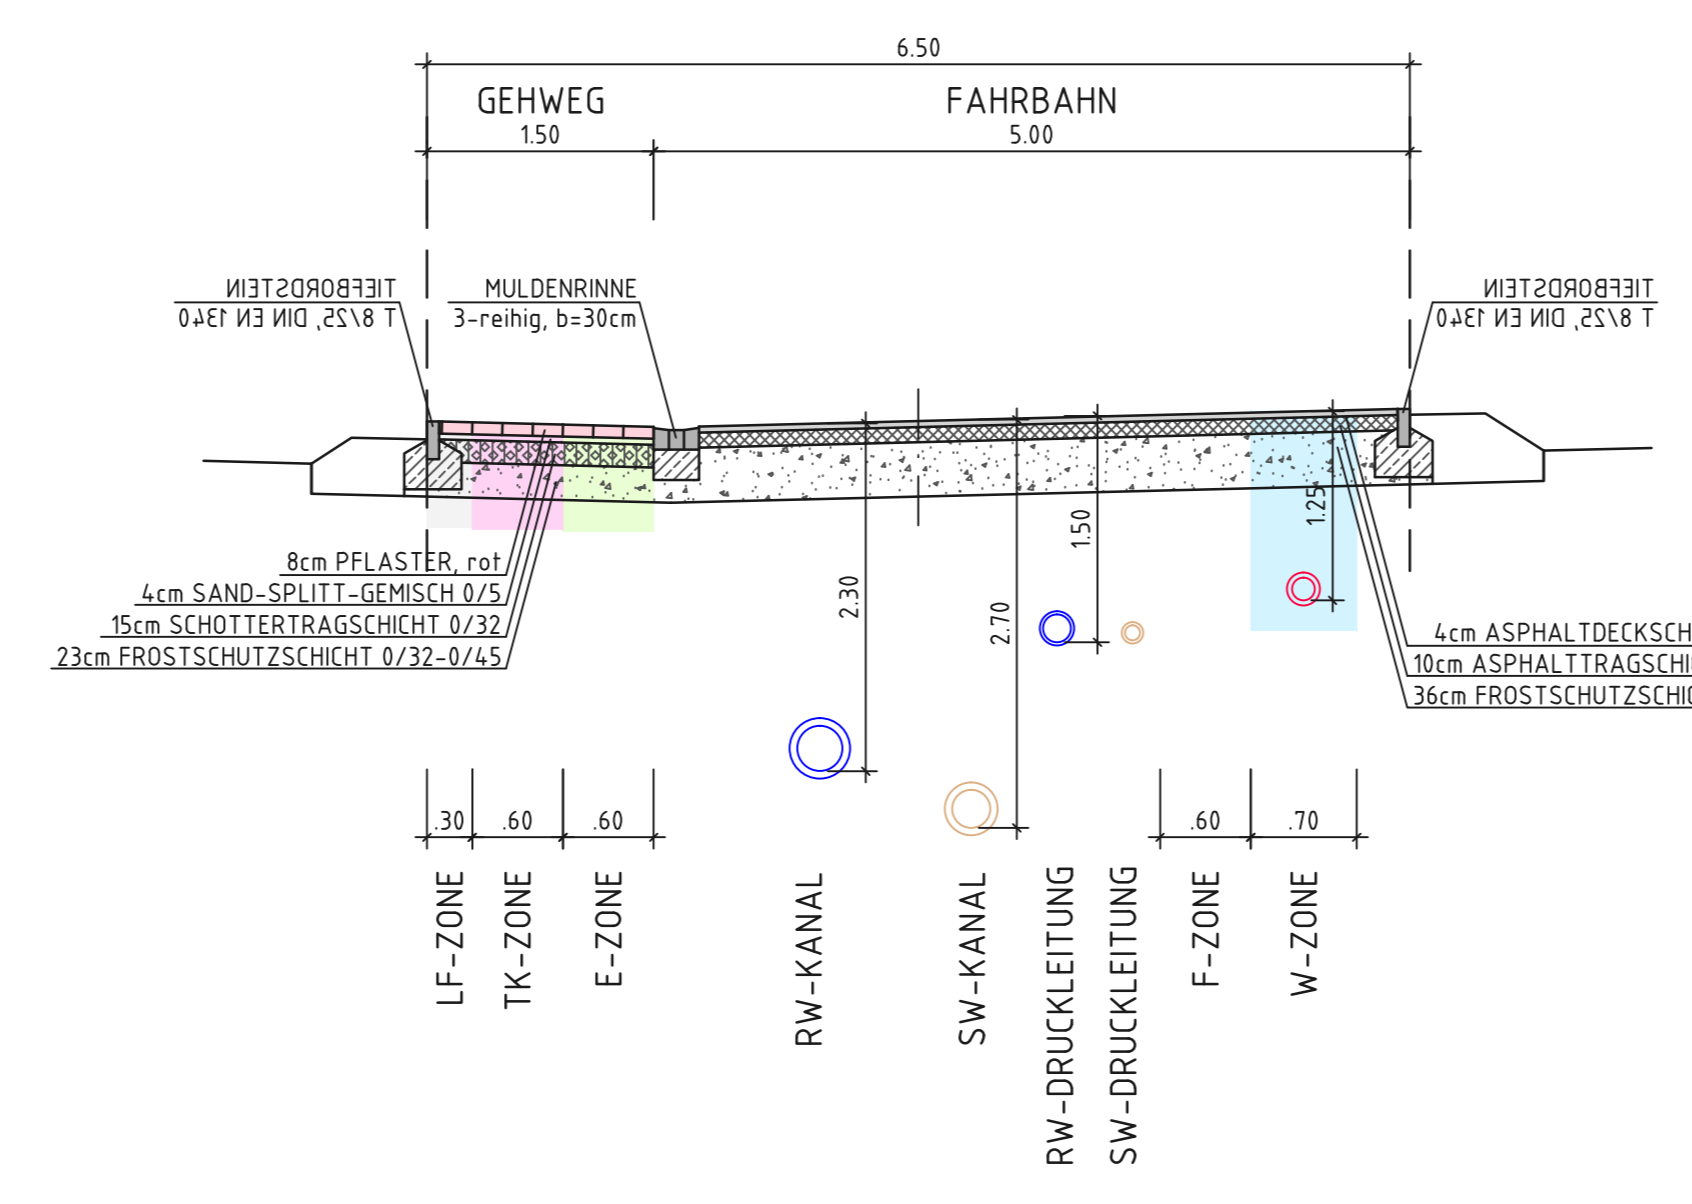 6.50
GEHWEG
FAHRBAHN
1.50
5.00
TIEFBORDSTEIN
T 8/25, DIN EN 1340
MULDENRINNE
3-reihig, b=30cm
TIEFBORDSTEIN
T 8/25, DIN EN 1340
8cm PFLASTER, rot
4cm SAND-SPLITT-GEMISCH 0/5
15cm SCHOTTERTRAGSCHICHT 0/32
23cm FROSTSCHUTZSCHICHT 0/32-0/45
2.30
2.70
1.50
1.25
4cm ASPHALTDECKSCH
10cm ASPHALTTRAGSCHI
36cm FROSTSCHUTZSCHI
.30
.60
.60
.60
.70
LF-ZONE
TK-ZONE
E-ZONE
RW-KANAL
SW-KANAL
RW-DRUCKLEITUNG
SW-DRUCKLEITUNG
F-ZONE
W-ZONE